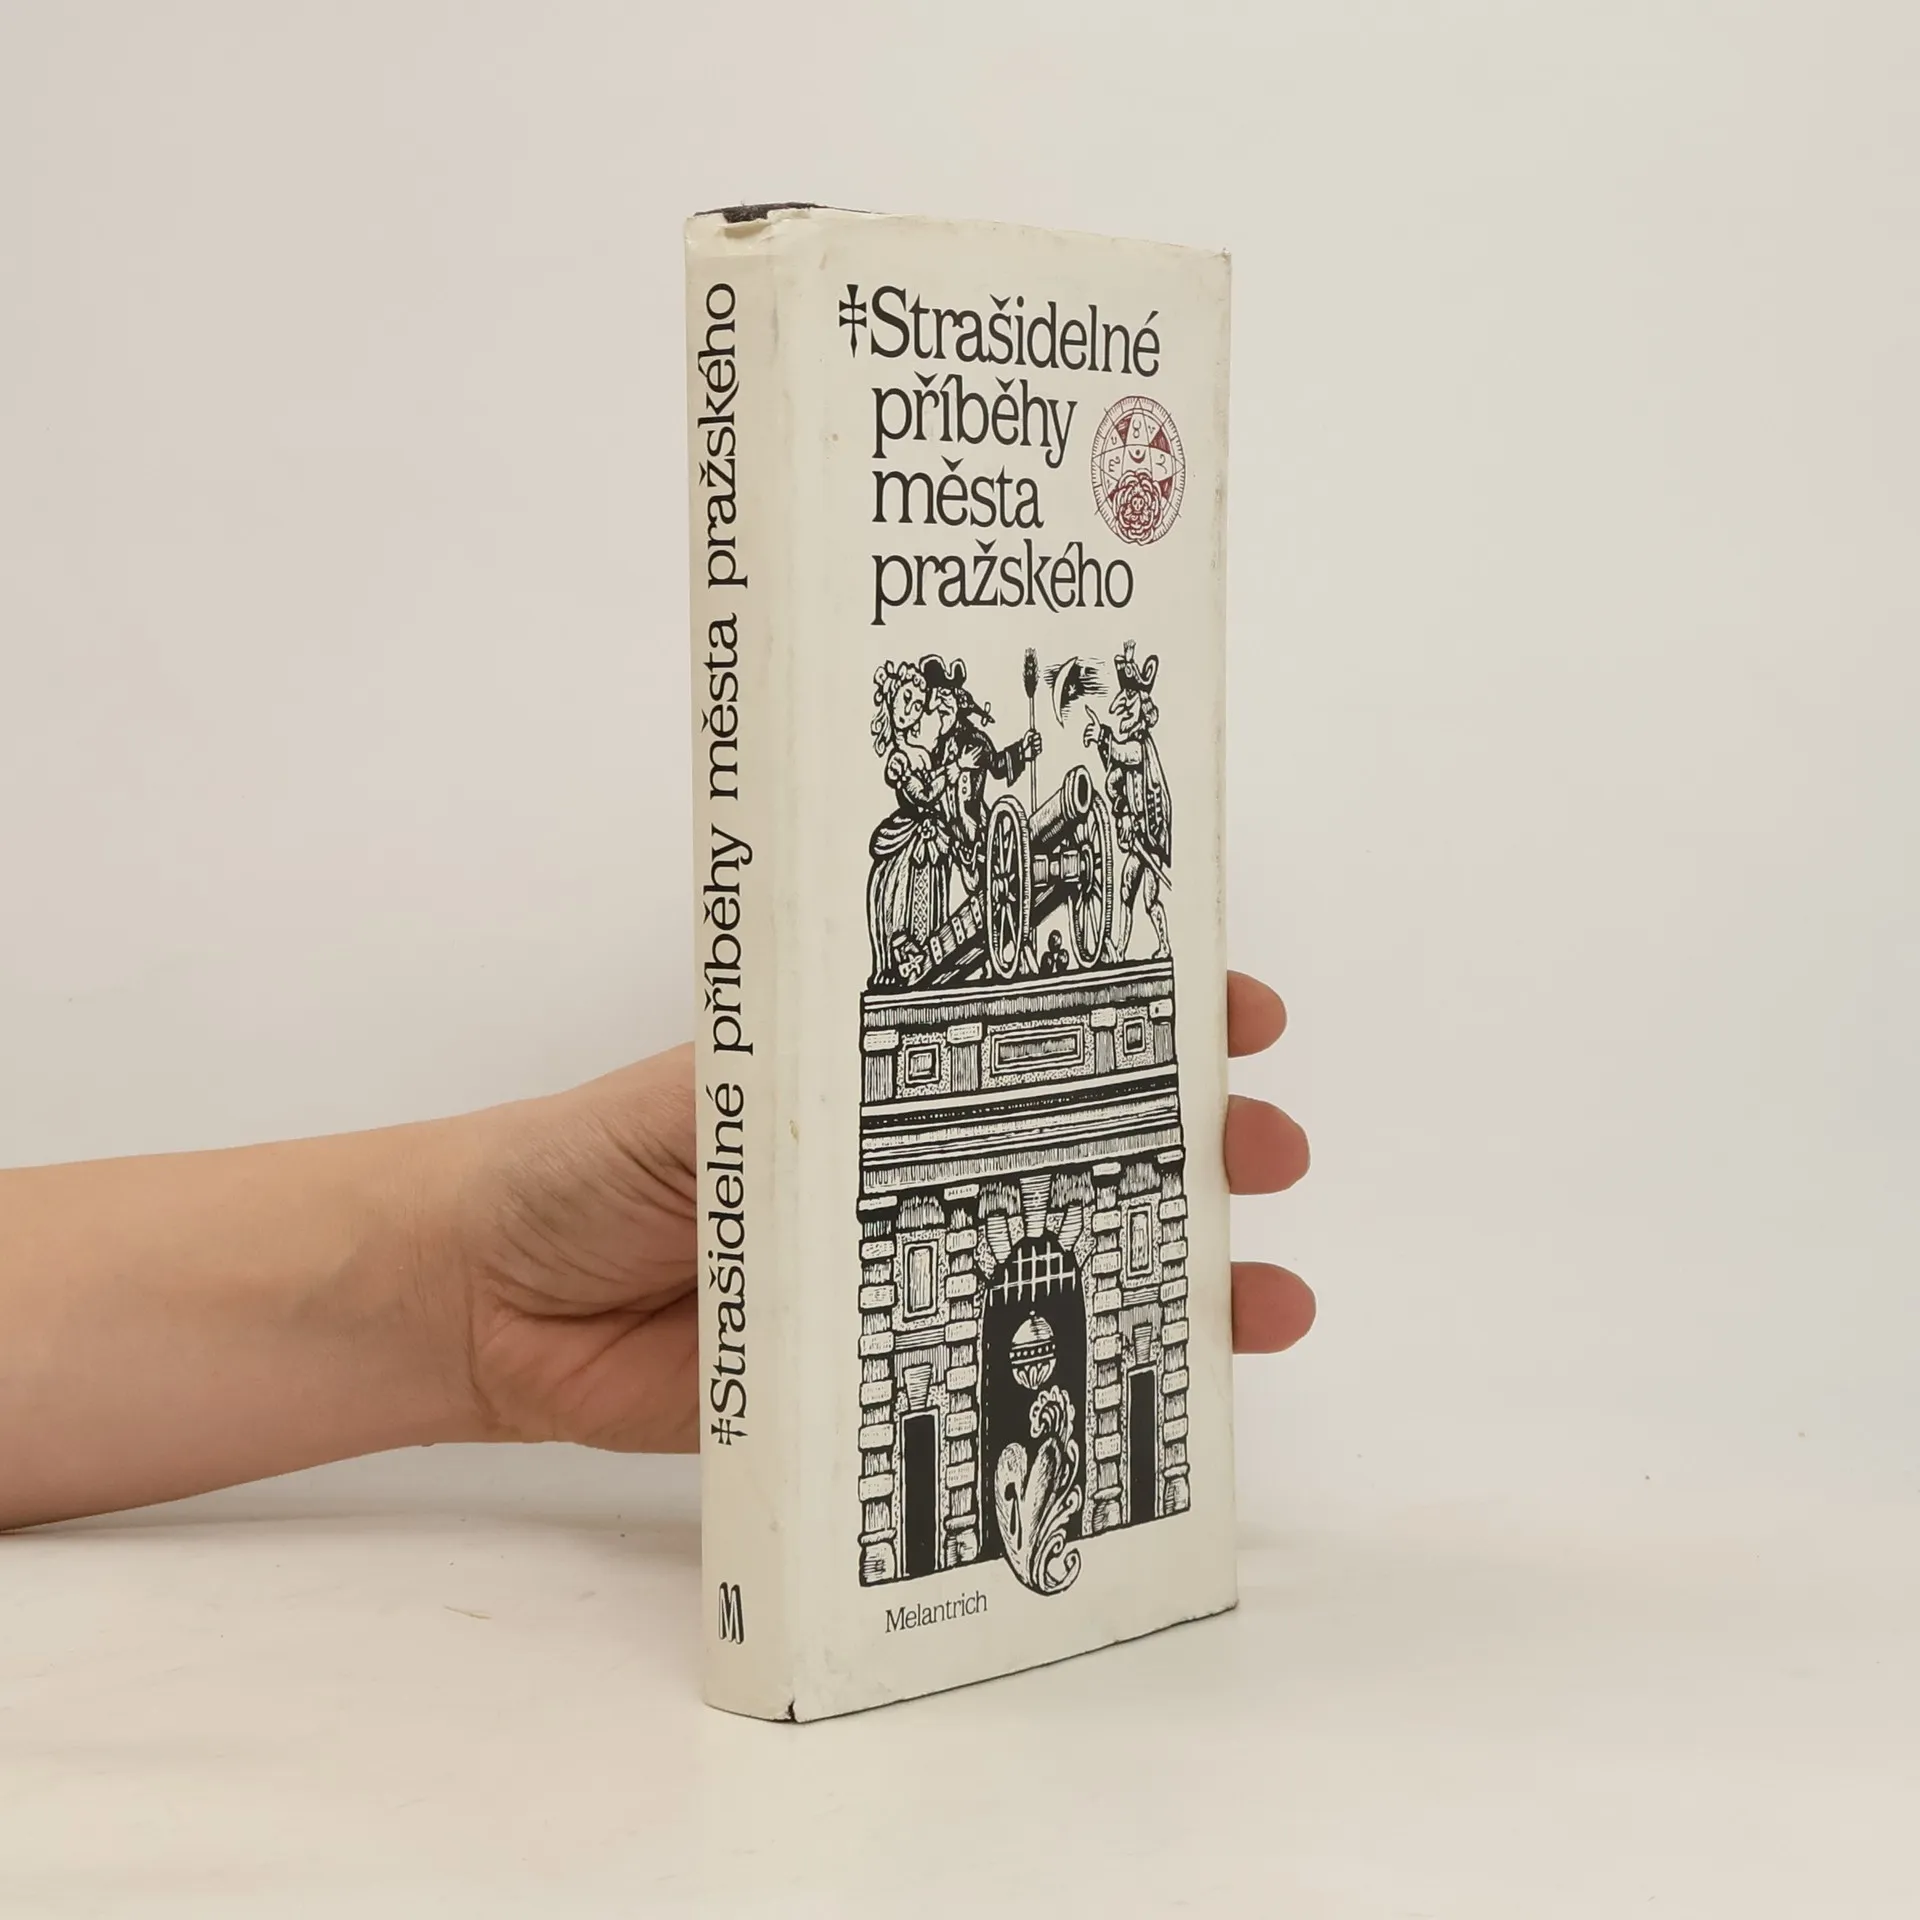 ‡Strašidelné příběhy města pražského
M
‡Strašidelné
příběhy
města
pražského
Melantrich